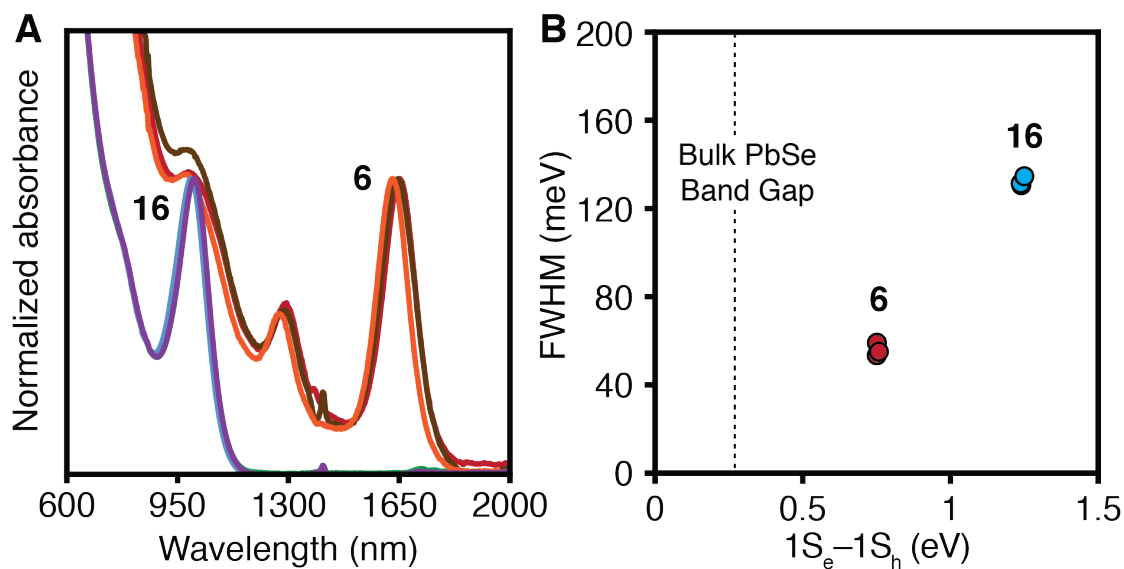 A
Normalized absorbance
16
6
600 950 1300 1650 2000
Wavelength (nm)
B
FWHM (meV)
200
160
120
80
40
0
Bulk PbSe
Band Gap
16
6
0 0.5 1 1.5
1Se–1Sh (eV)